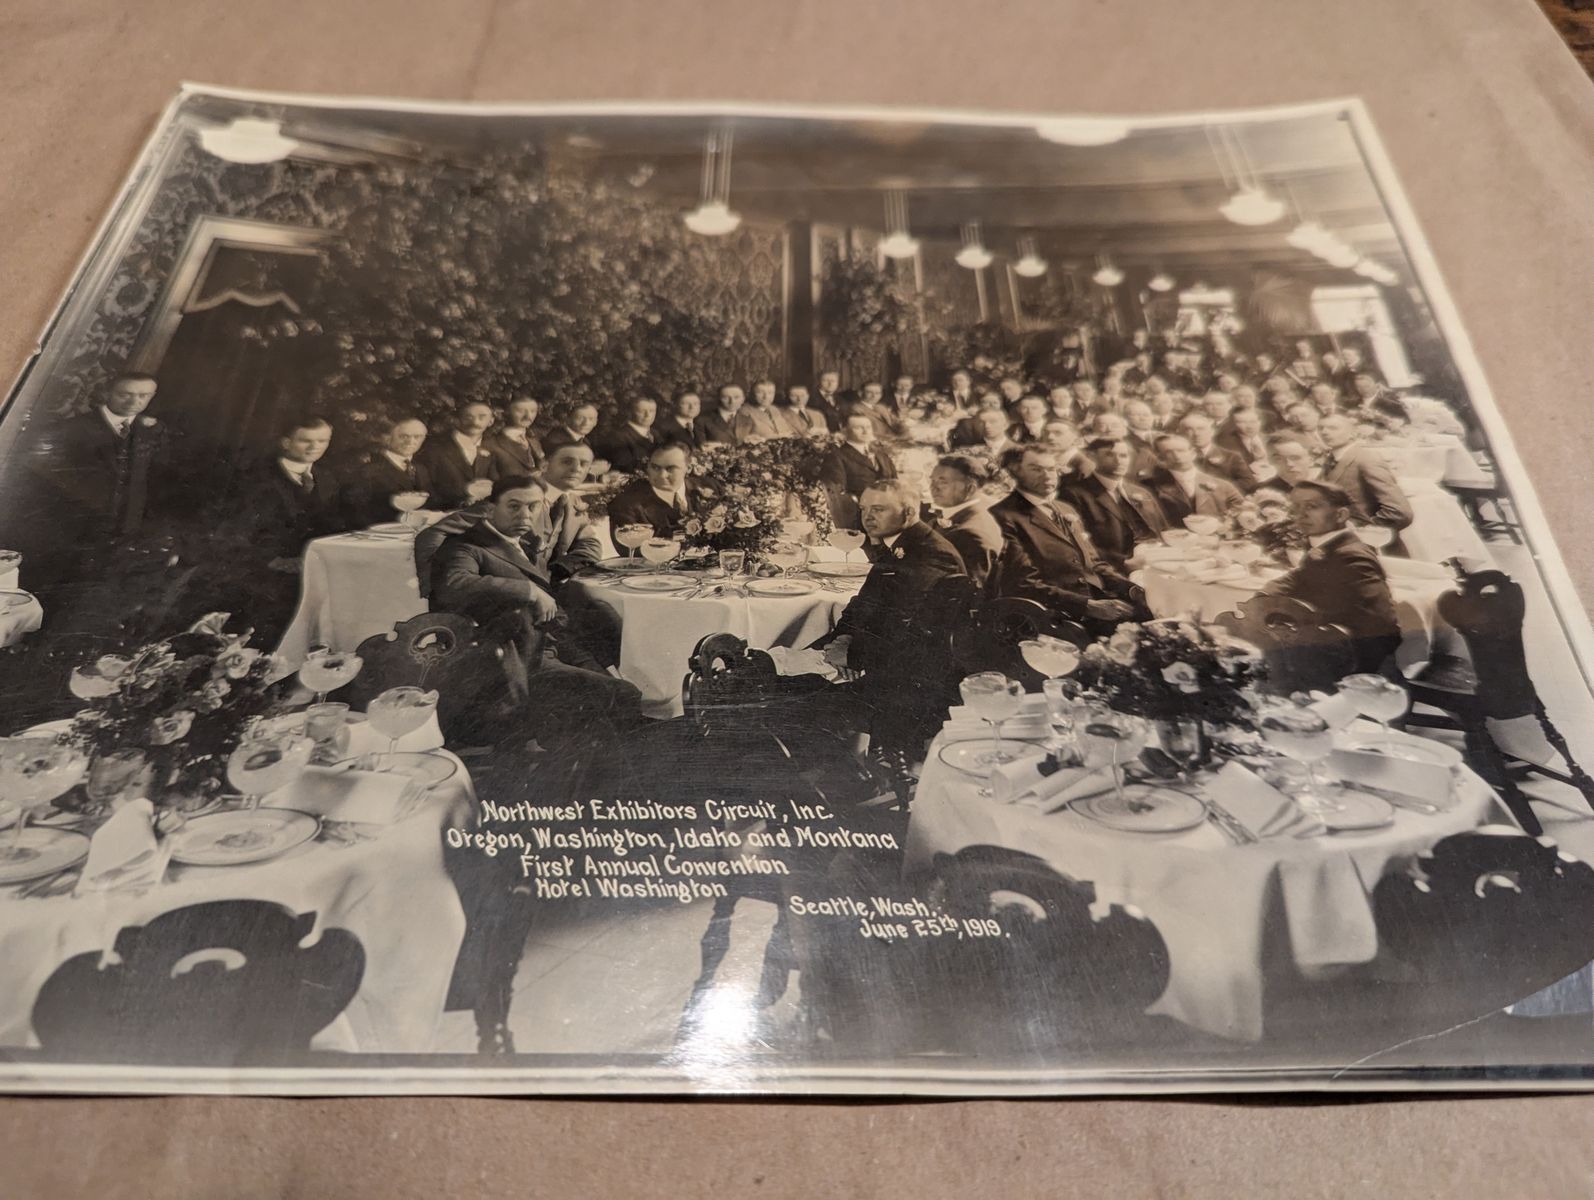 Northwest Exhibitors Circuit, Inc.
Oregon, Washington, Idaho and Montana
First Annual Convention
Hotel Washington
Seattle, Wash.
June 25th, 1919.